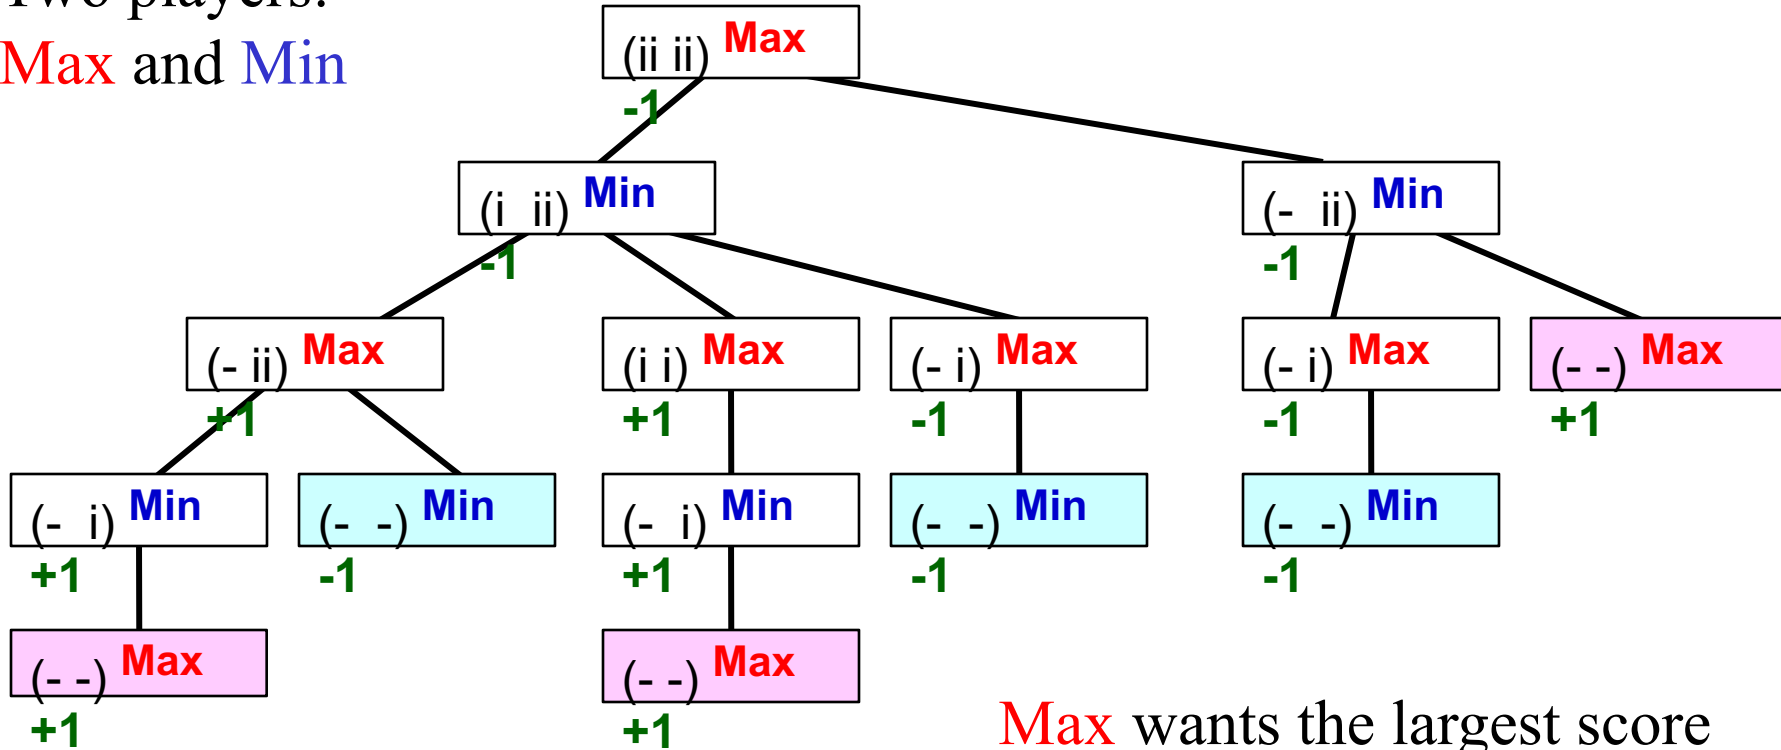 Two players:
Max and Min
(ii ii) Max
-1
(i ii) Min
-1
(- ii) Min
-1
(- ii) Max
+1
(i i) Max
+1
(- i) Max
-1
(- i) Max
-1
(- -) Max
+1
(- i) Min
+1
(- -) Min
-1
(- i) Min
+1
(- -) Min
-1
(- -) Min
-1
(- -) Max
+1
(- -) Max
+1
Max wants the largest score